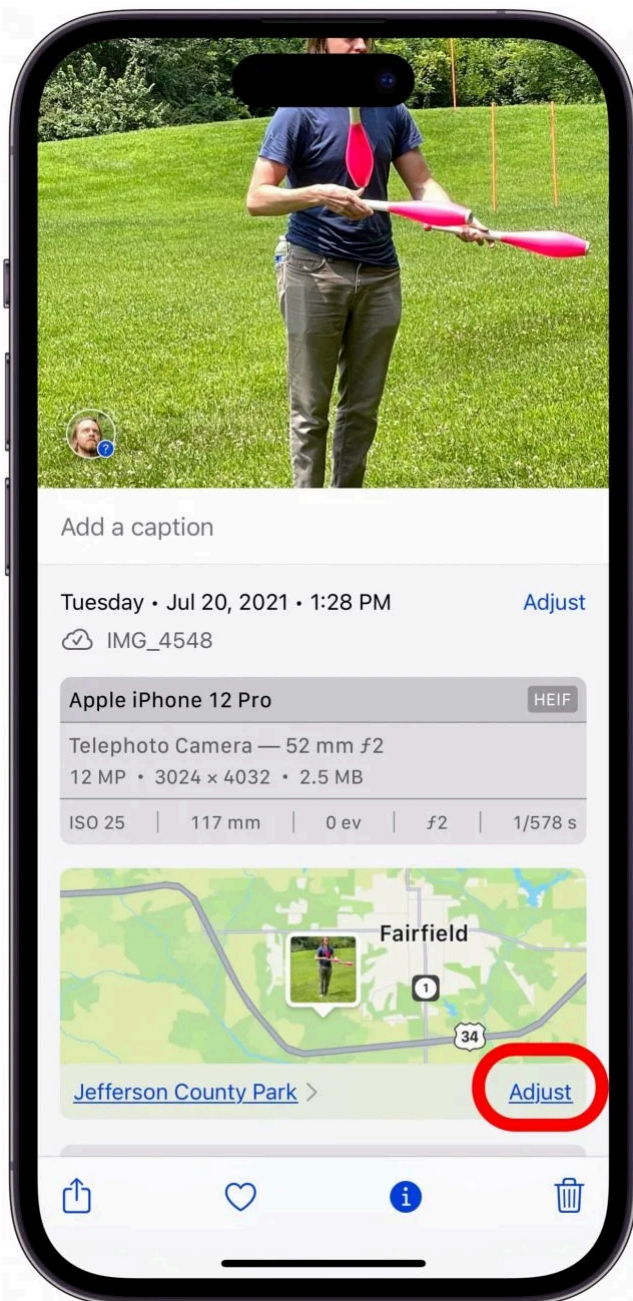 Add a caption
Tuesday • Jul 20, 2021 • 1:28 PM Adjust
IMG_4548
Apple iPhone 12 Pro HEIF
Telephoto Camera — 52 mm ƒ2
12 MP • 3024 × 4032 • 2.5 MB
ISO 25 | 117 mm | 0 ev | ƒ2 | 1/578 s
Fairfield
1
34
Jefferson County Park > Adjust